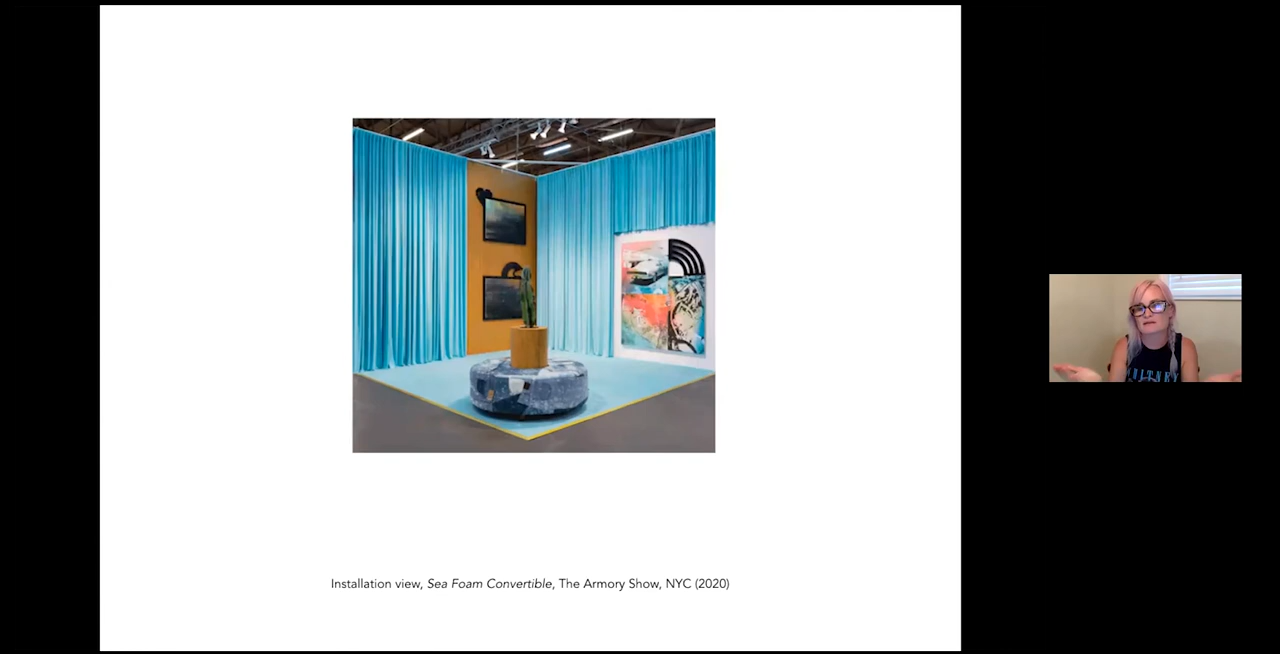 Installation view, Sea Foam Convertible, The Armory Show, NYC (2020)